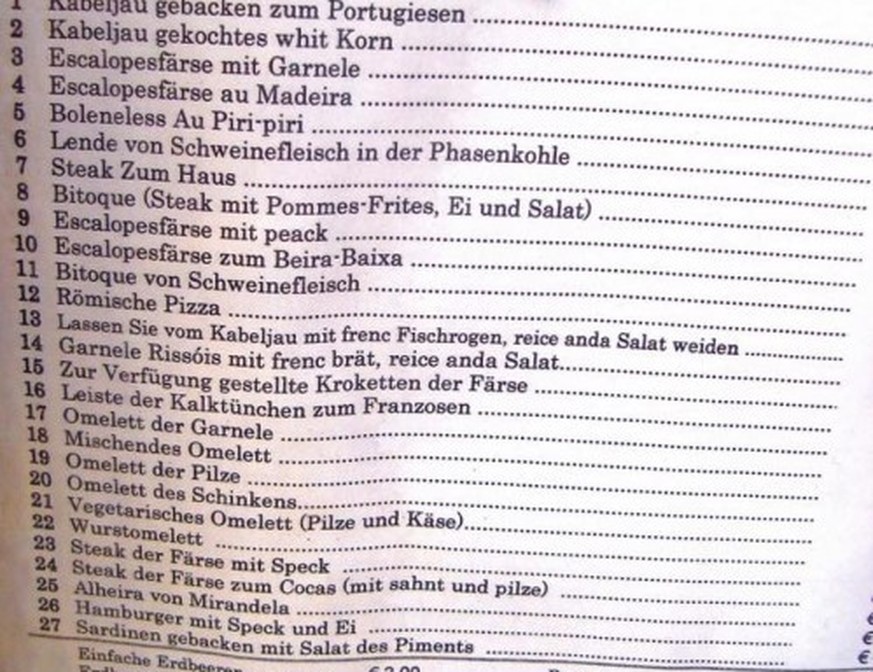 1 Kabeljau gebacken zum Portugiesen
2 Kabeljau gekochtes whit Korn
3 Escalopesfärse mit Garnele
4 Escalopesfärse au Madeira
5 Boleneless Au Piri-piri
6 Lende von Schweinefleisch in der Phasenkohle
7 Steak Zum Haus
8 Bitoque (Steak mit Pommes-Frites, Ei und Salat)
9 Escalopesfärse mit peack
10 Escalopesfärse zum Beira-Baixa
11 Bitoque von Schweinefleisch
12 Römische Pizza
13 Lassen Sie vom Kabeljau mit frenc Fischrogen, reice anda Salat weiden
14 Garnele Rissóis mit frenc brät, reice anda Salat
15 Zur Verfügung gestellte Kroketten der Färse
16 Leiste der Kalktünchen zum Franzosen
17 Omelett der Garnele
18 Mischendes Omelett
19 Omelett der Pilze
20 Omelett des Schinkens
21 Vegetarisches Omelett (Pilze und Käse)
22 Wurstomelett
23 Steak der Färse mit Speck
24 Steak der Färse zum Cocas (mit sahnt und pilze)
25 Alheira von Mirandela
26 Hamburger mit Speck und Ei
27 Sardinen gebacken mit Salat des Piments
Einfache Erdbeeren